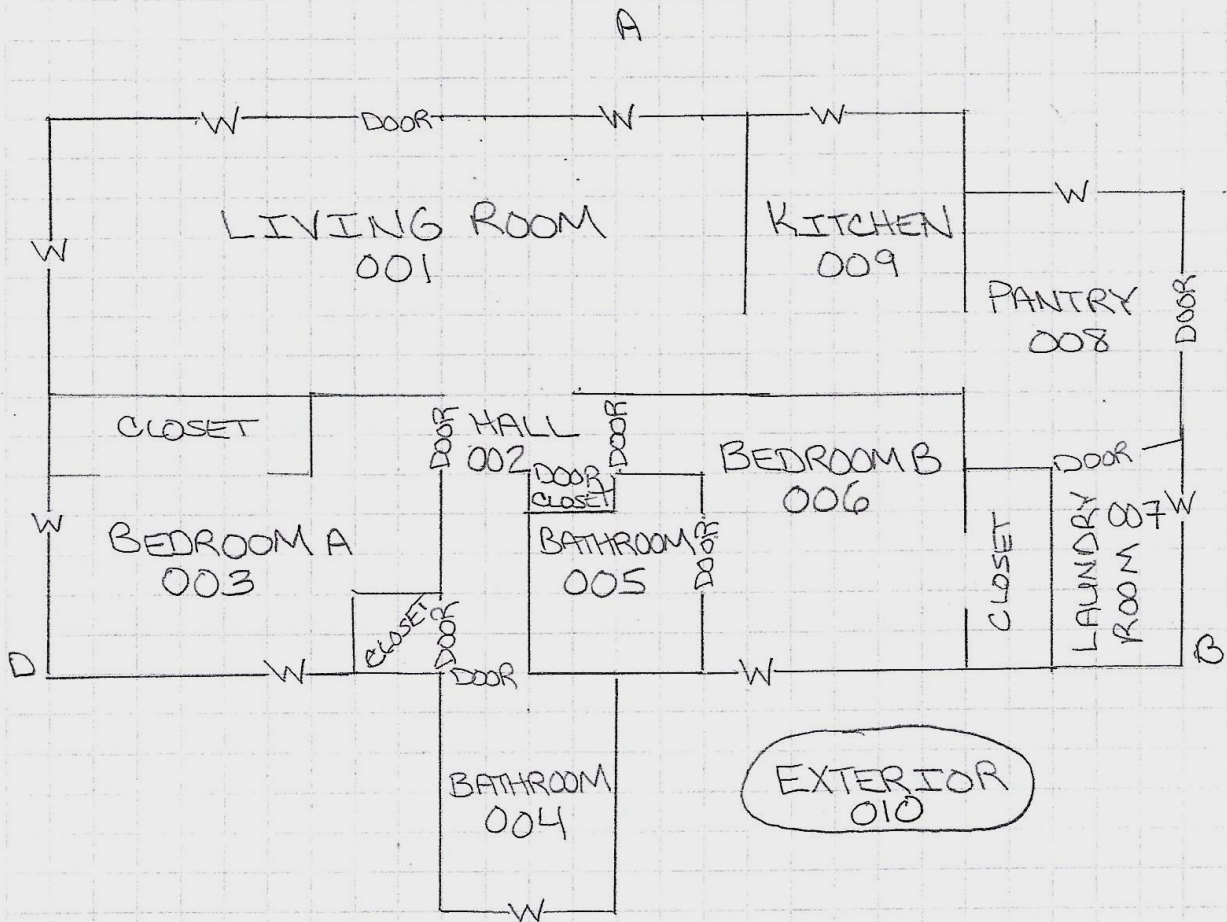 A
W
DOOR
W
W
W
LIVING ROOM
001
KITCHEN
009
W
DOOR
PANTRY
008
CLOSET
DOOR
HALL
002
DOOR
DOOR
CLOSET
BEDROOM B
006
DOOR
W
W
BEDROOM A
003
BATHROOM
005
DOOR
CLOSET
LAUNDRY
ROOM 007
CLOSET
DOOR
D
W
DOOR
W
B
BATHROOM
004
EXTERIOR
010
W